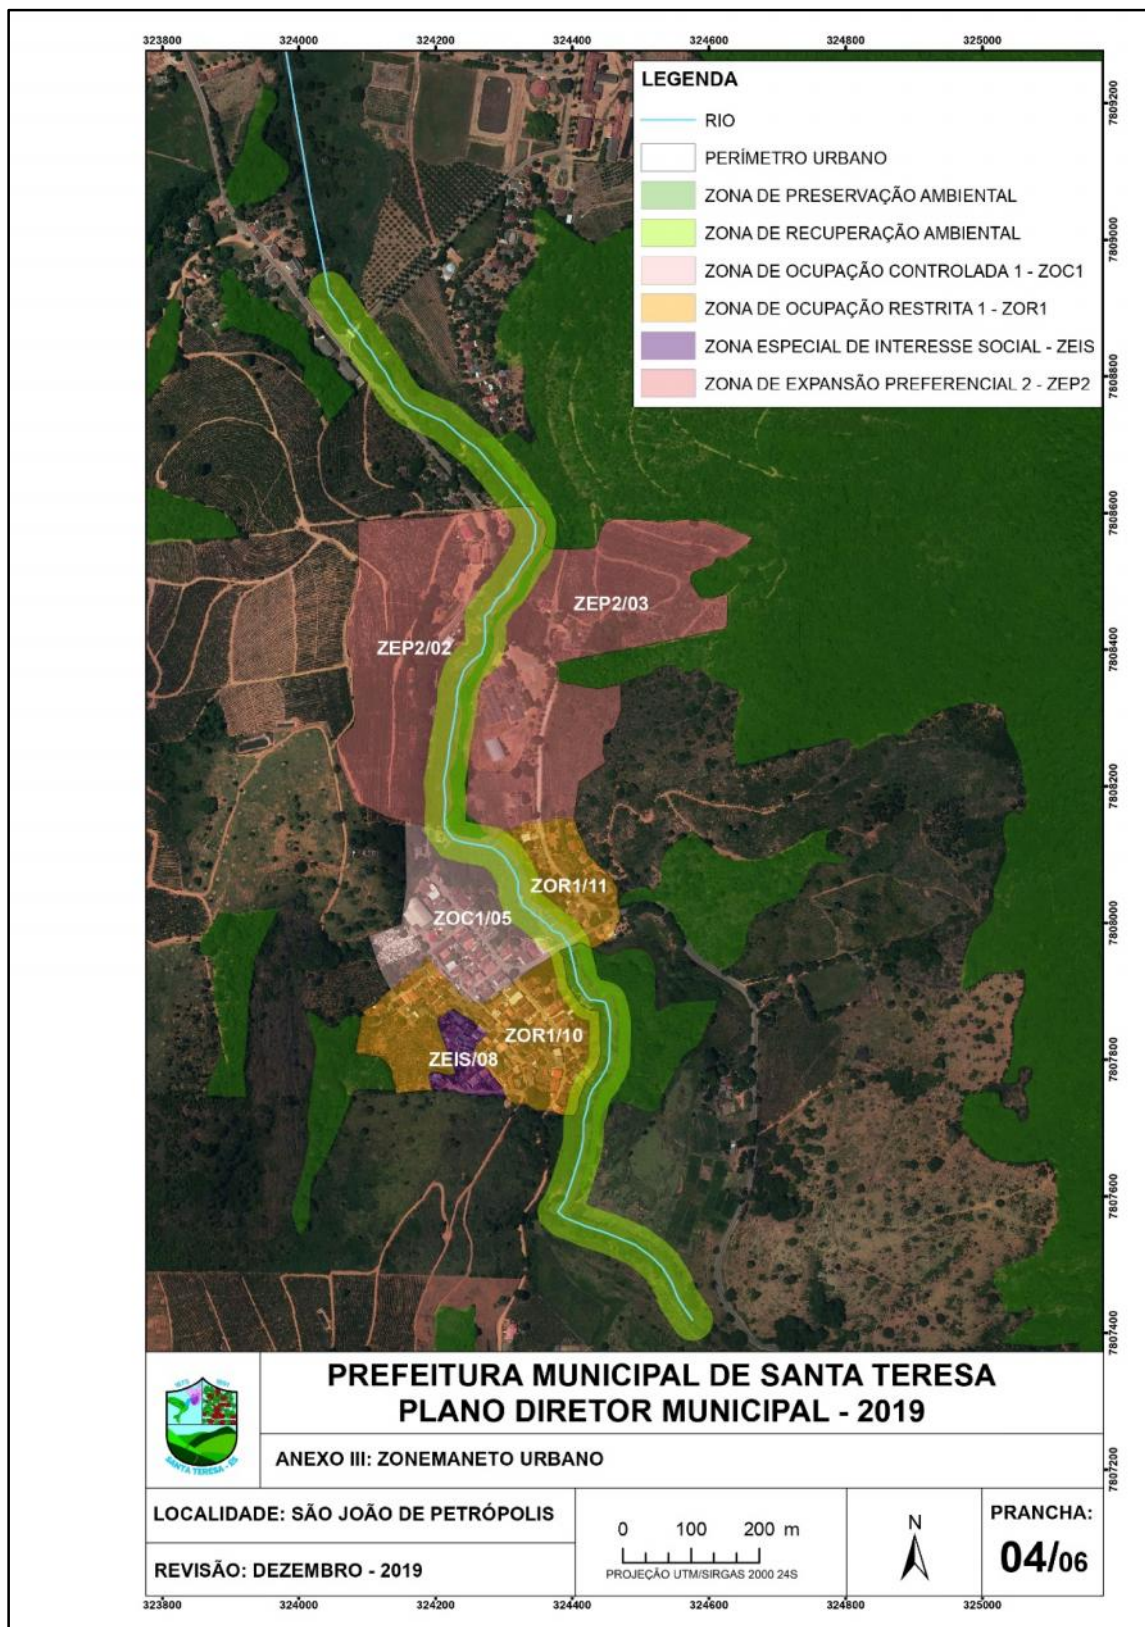 323800 324000 324200 324400 324600 324800 325000
LEGENDA
RIO
PERÍMETRO URBANO
ZONA DE PRESERVAÇÃO AMBIENTAL
ZONA DE RECUPERAÇÃO AMBIENTAL
ZONA DE OCUPAÇÃO CONTROLADA 1 - ZOC1
ZONA DE OCUPAÇÃO RESTRITA 1 - ZOR1
ZONA ESPECIAL DE INTERESSE SOCIAL - ZEIS
ZONA DE EXPANSÃO PREFERENCIAL 2 - ZEP2
7809200
7809000
7808800
7808600
7808400
7808200
7808000
7807800
7807600
7807400
7807200
ZEP2/03
ZEP2/02
ZOR1/11
ZOC1/05
ZOR1/10
ZEIS/08
1875 1891
SANTA TERESA - ES
PREFEITURA MUNICIPAL DE SANTA TERESA
PLANO DIRETOR MUNICIPAL - 2019
ANEXO III: ZONEMANETO URBANO
LOCALIDADE: SÃO JOÃO DE PETRÓPOLIS
REVISÃO: DEZEMBRO - 2019
0 100 200 m
PROJEÇÃO UTM/SIRGAS 2000 24S
N
PRANCHA:
04/06
323800 324000 324200 324400 324600 324800 325000